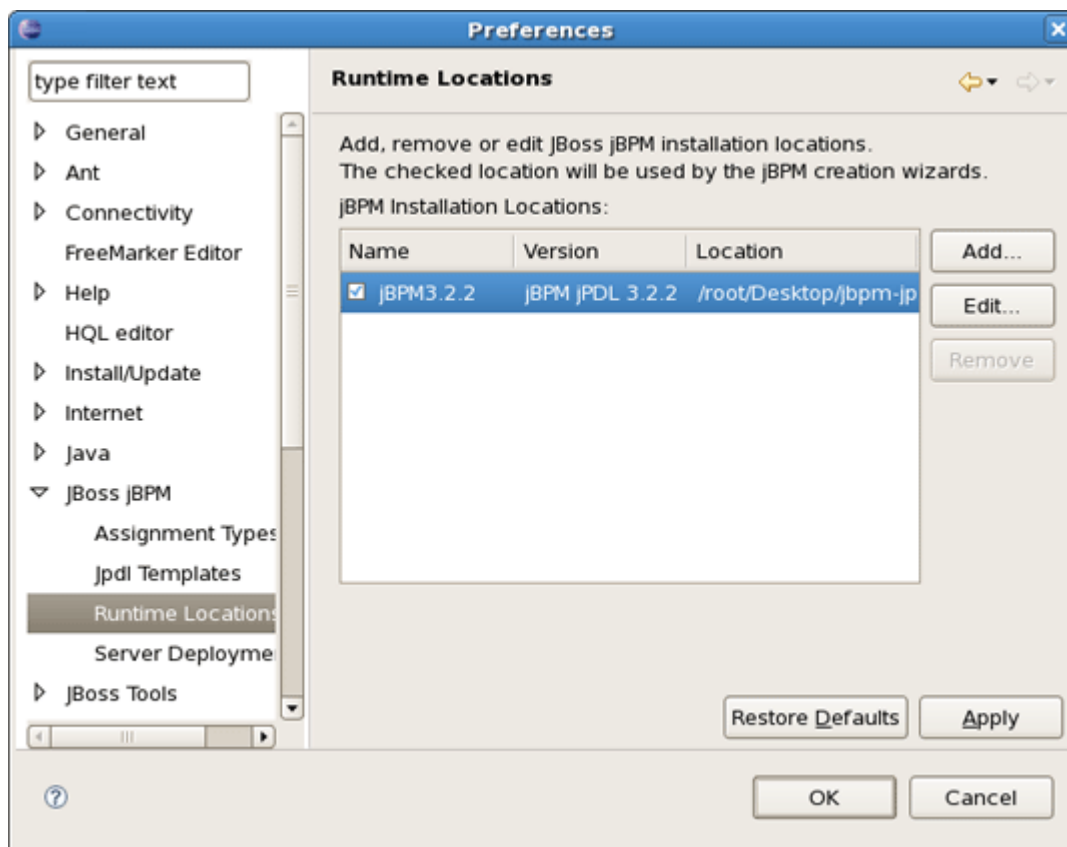 Preferences
type filter text
Runtime Locations
General
Ant
Connectivity
FreeMarker Editor
Help
HQL editor
Install/Update
Internet
Java
JBoss jBPM
Assignment Types
Jpdl Templates
Runtime Locations
Server Deployme
JBoss Tools
Add, remove or edit JBoss jBPM installation locations.
The checked location will be used by the jBPM creation wizards.
jBPM Installation Locations:
Name Version Location
jBPM3.2.2 jBPM jPDL 3.2.2 /root/Desktop/jbpm-jp
Add...
Edit...
Remove
Restore Defaults Apply
OK Cancel